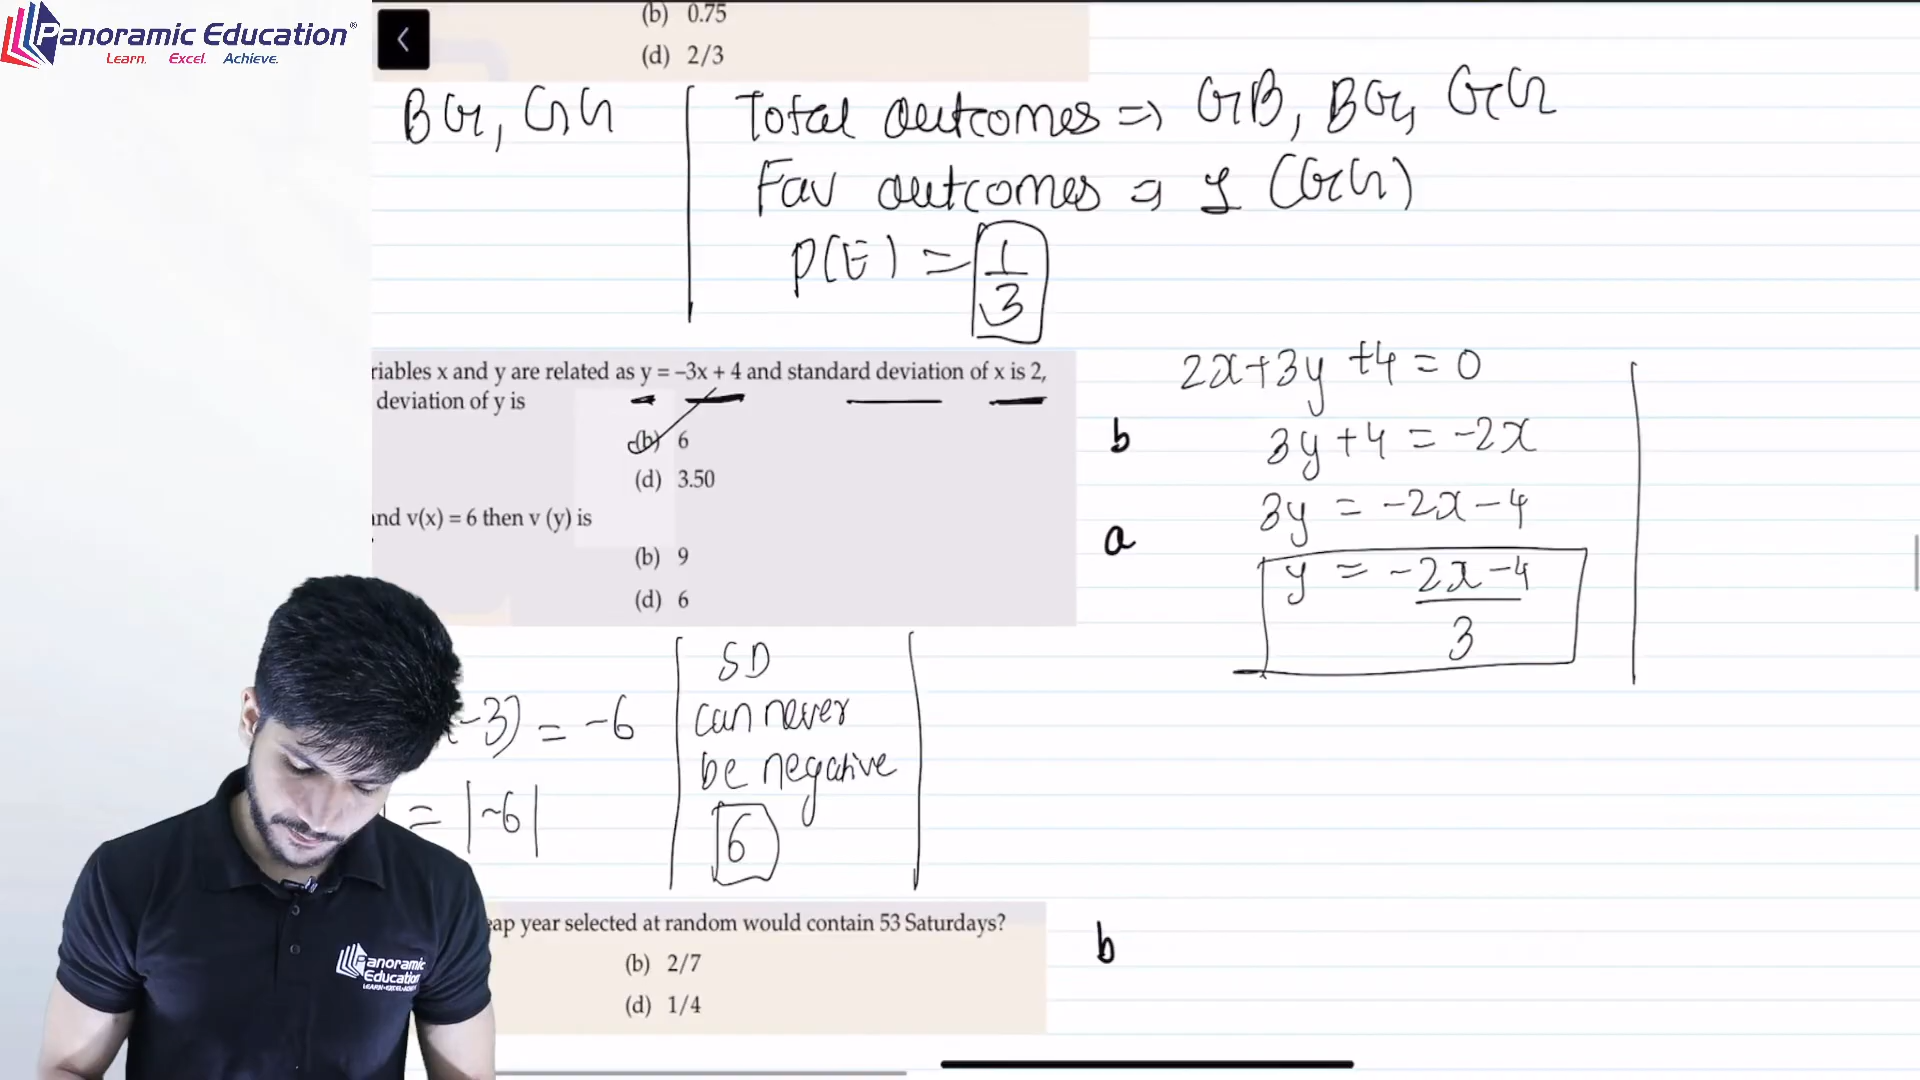 Panoramic Education®
Learn. Excel. Achieve.
(b) 0.75
(d) 2/3
BG, GG
Total outcomes => GB, BG, GG
Fav outcomes => 1 (GG)
P(E) = 1/3
riables x and y are related as y = –3x + 4 and standard deviation of x is 2,
deviation of y is
(b) 6
(d) 3.50
and v(x) = 6 then v (y) is
(b) 9
(d) 6
b
a
2x+3y+4 = 0
3y+4 = -2x
3y = -2x-4
y = -2x-4
3
-3) = -6
= |-6|
SD
can never
be negative
6
eap year selected at random would contain 53 Saturdays?
(b) 2/7
(d) 1/4
b
Panoramic
Education